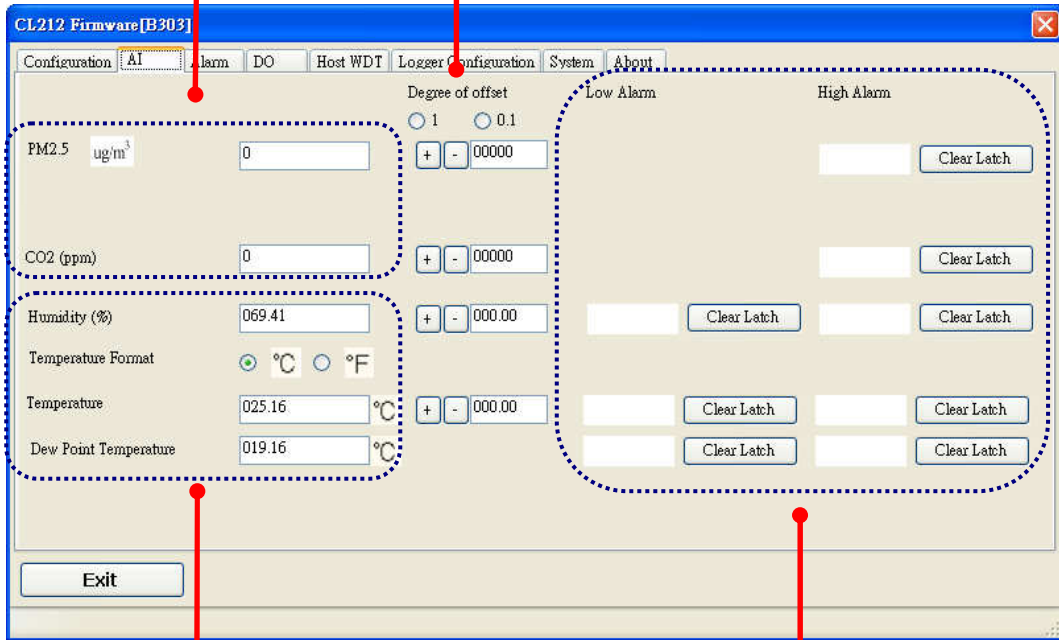 CL212 Firmware[B303]
Configuration AI Alarm DO Host WDT Logger Configuration System About
Degree of offset Low Alarm High Alarm
1 0.1
PM2.5 ug/m³ 0 + - 00000 Clear Latch
CO2 (ppm) 0 + - 00000 Clear Latch
Humidity (%) 069.41 + - 000.00 Clear Latch Clear Latch
Temperature Format °C °F
Temperature 025.16 °C + - 000.00 Clear Latch Clear Latch
Dew Point Temperature 019.16 °C Clear Latch Clear Latch
Exit